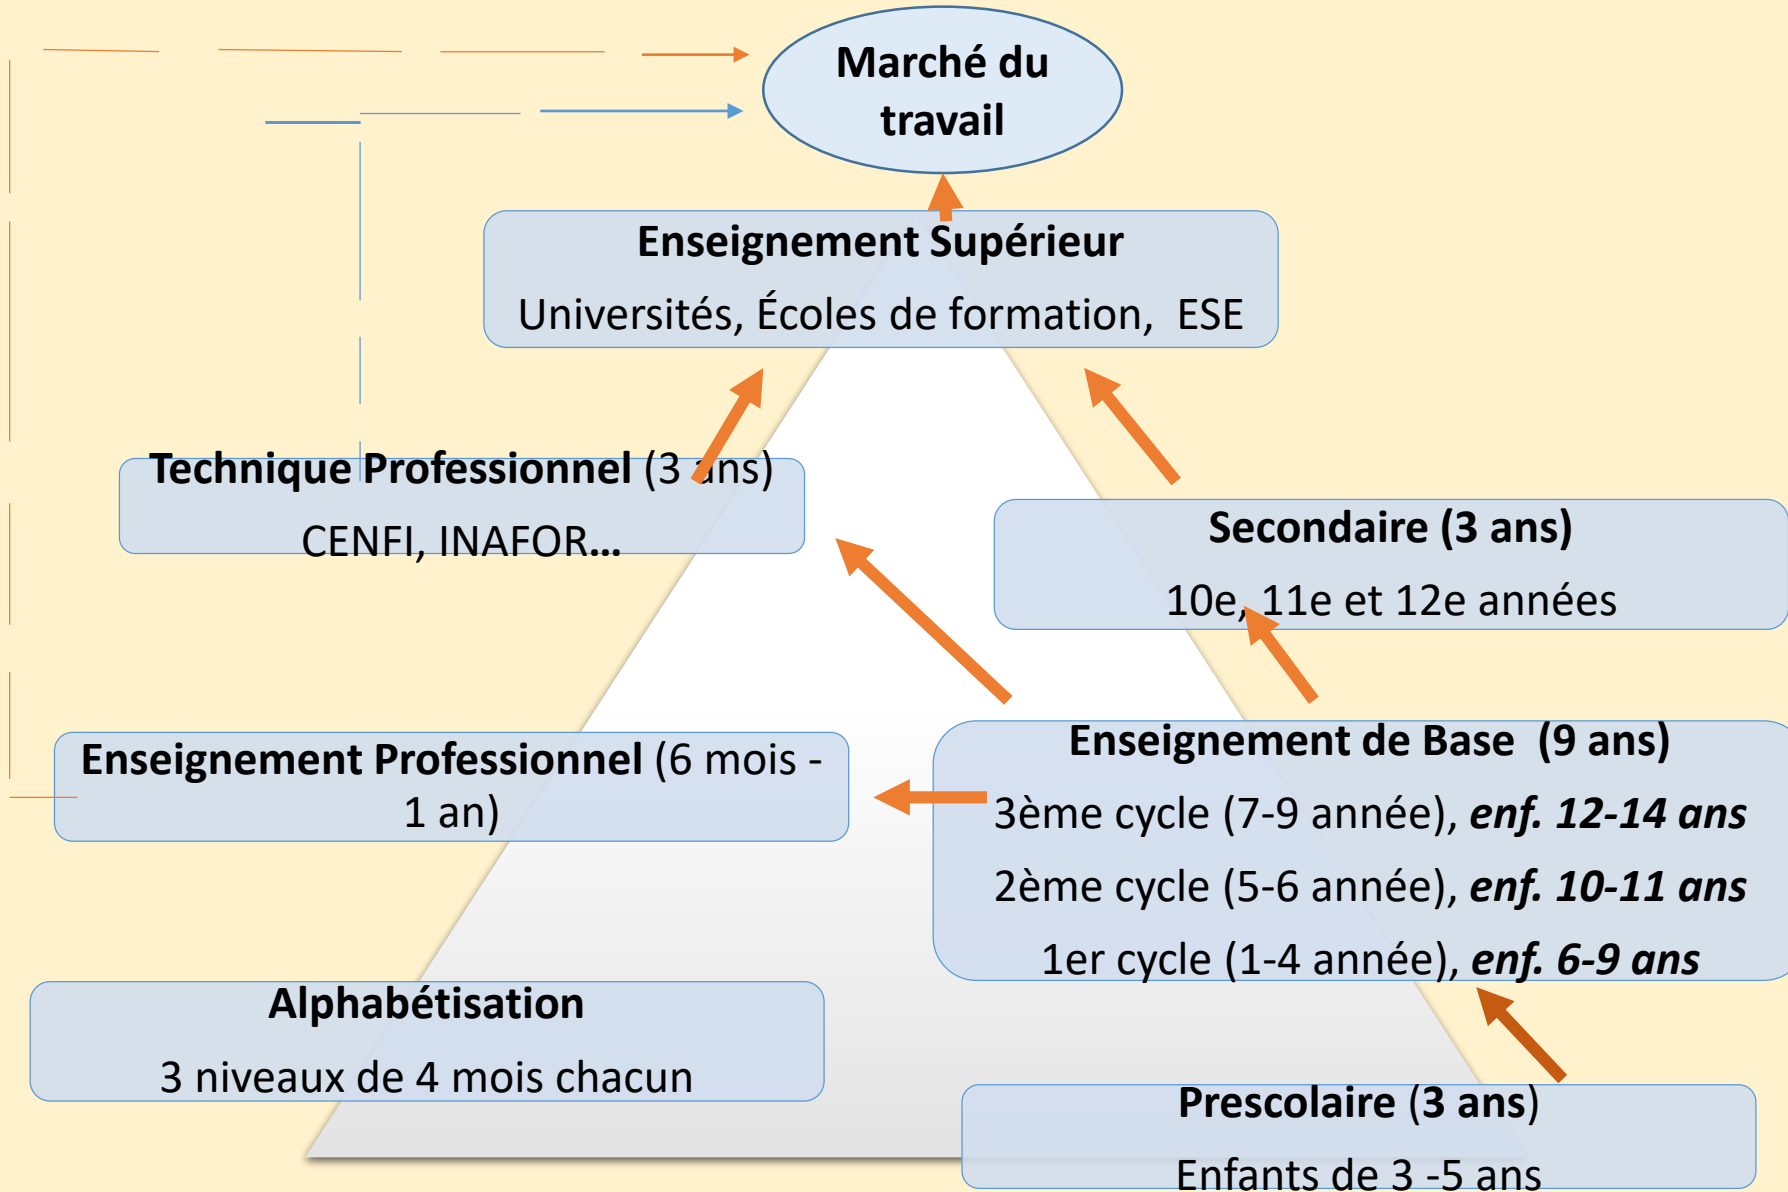 Marché du
travail
Enseignement Supérieur
Universités, Écoles de formation, ESE
Technique Professionnel (3 ans)
CENFI, INAFOR...
Secondaire (3 ans)
10e, 11e et 12e années
Enseignement Professionnel (6 mois -
1 an)
Enseignement de Base (9 ans)
3ème cycle (7-9 année), enf. 12-14 ans
2ème cycle (5-6 année), enf. 10-11 ans
1er cycle (1-4 année), enf. 6-9 ans
Alphabétisation
3 niveaux de 4 mois chacun
Prescolaire (3 ans)
Enfants de 3 -5 ans